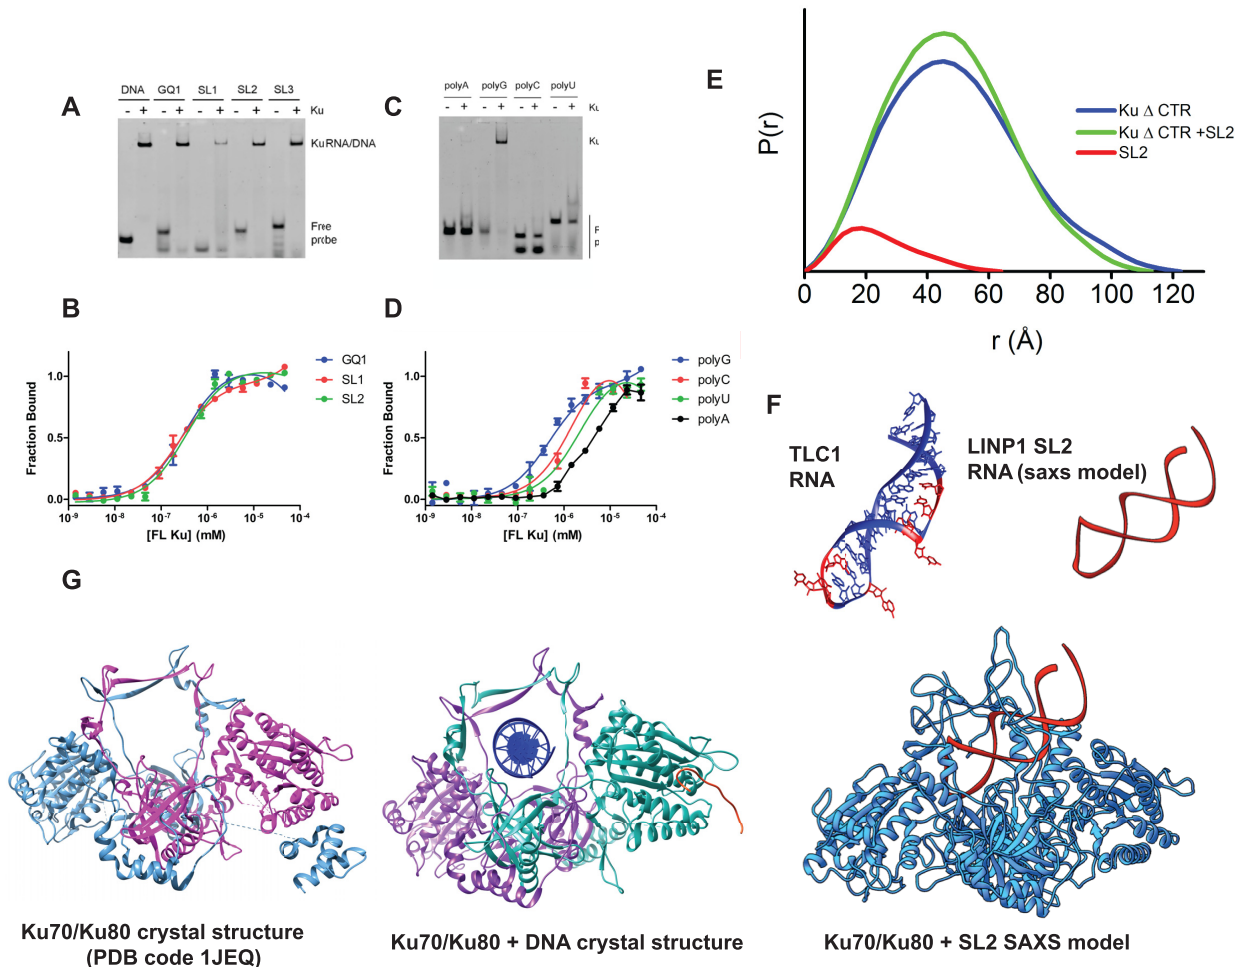 A
DNA GQ1 SL1 SL2 SL3
- + - + - + - + - + Ku
Ku RNA/DNA
Free
probe
C
polyA polyG polyC polyU
- + - + - + - + Ku
Ku
F
p
B
Fraction Bound
1.0
0.5
0.0
10-9 10-8 10-7 10-6 10-5 10-4
[FL Ku] (mM)
GQ1
SL1
SL2
D
Fraction Bound
1.0
0.5
0.0
10-9 10-8 10-7 10-6 10-5 10-4
[FL Ku] (mM)
polyG
polyC
polyU
polyA
E
P(r)
0 20 40 60 80 100 120
r (Å)
Ku Δ CTR
Ku Δ CTR +SL2
SL2
F
TLC1
RNA
LINP1 SL2
RNA (saxs model)
G
Ku70/Ku80 crystal structure
(PDB code 1JEQ)
Ku70/Ku80 + DNA crystal structure
Ku70/Ku80 + SL2 SAXS model